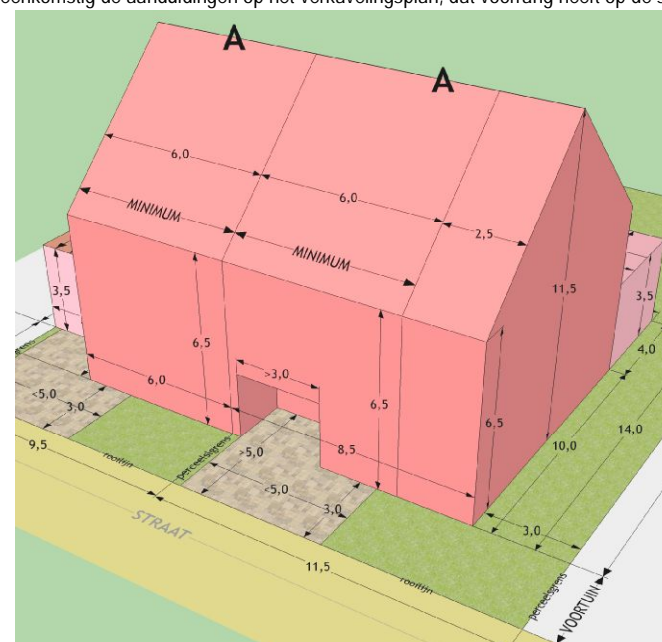 eenkomstig de aanduidingen op het verkavelingsplan, dat voorrang heeft op de s
A
A
6,0
6,0
2,5
MINIMUM
MINIMUM
11,5
3,5
3,5
6,5
6,5
6,5
>3,0
4,0
6,0
8,5
10,0
14,0
<5,0
3,0
>5,0
<5,0
3,0
3,0
9,5
rooilijn
perceelsgrens
STRAAT
11,5
rooilijn
perceelsgrens
VOORTUIN